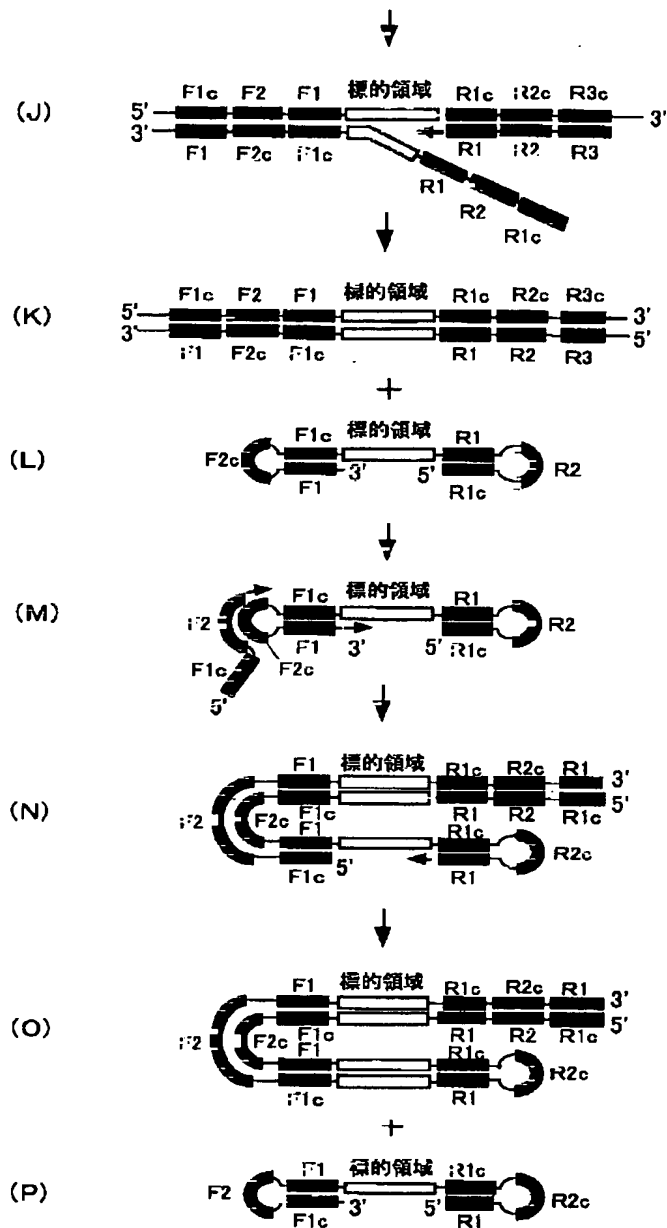 F1c F2 F1 標的領域 R1c R2c R3c
(J) 5' 3'
3'
F1 F2c F1c R1 R2 R3
R1
R2
R1c
F1c F2 F1 標的領域 R1c R2c R3c
(K) 5' 3'
3' 5'
F1 F2c F1c R1 R2 R3
+
F1c 標的領域 R1
(L) F2c 3' 5' R2
F1 R1c
F1c 標的領域 R1
(M) F2 R2
F1 3' 5' R1c
F1c F2c
5'
F1 標的領域 R1c R2c R1
3'
(N) 5'
F2 F2c F1c R1 R2 R1c
F1 R1c
5' R2c
F1c R1
F1 標的領域 R1c R2c R1
3'
(O) 5'
F2 F2c F1c R1 R2 R1c
F1 R1c
R2c
F1c R1
+
F1 標的領域 R1c
(P) F2 3' 5' R2c
F1c R1